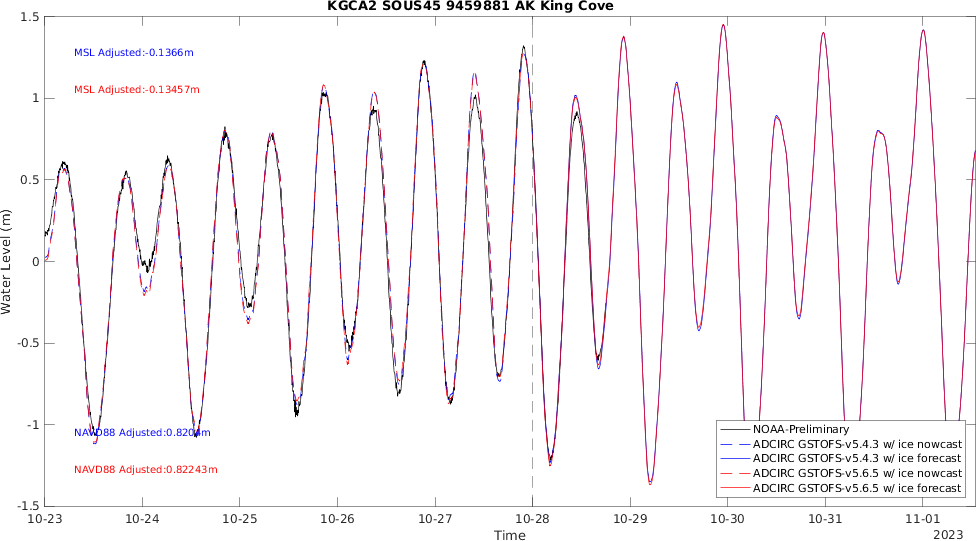 KGCA2 SOUS45 9459881 AK King Cove
1.5
MSL Adjusted:-0.1366m
MSL Adjusted:-0.13457m
1
0.5
0
-0.5
-1
-1.5
Water Level (m)
NAVD88 Adjusted:0.8204m
NAVD88 Adjusted:0.82243m
NOAA-Preliminary
ADCIRC GSTOFS-v5.4.3 w/ ice nowcast
ADCIRC GSTOFS-v5.4.3 w/ ice forecast
ADCIRC GSTOFS-v5.6.5 w/ ice nowcast
ADCIRC GSTOFS-v5.6.5 w/ ice forecast
10-23 10-24 10-25 10-26 10-27 10-28 10-29 10-30 10-31 11-01
Time
2023